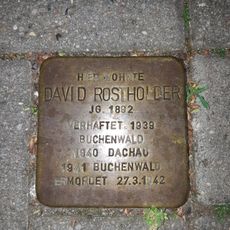 HIER WOHNTE
DAVID ROSTHOLDER
JG. 1892
VERHAFTET 1939
BUCHENWALD
1940 DACHAU
1941 BUCHENWALD
ERMORDET 27.3.1942